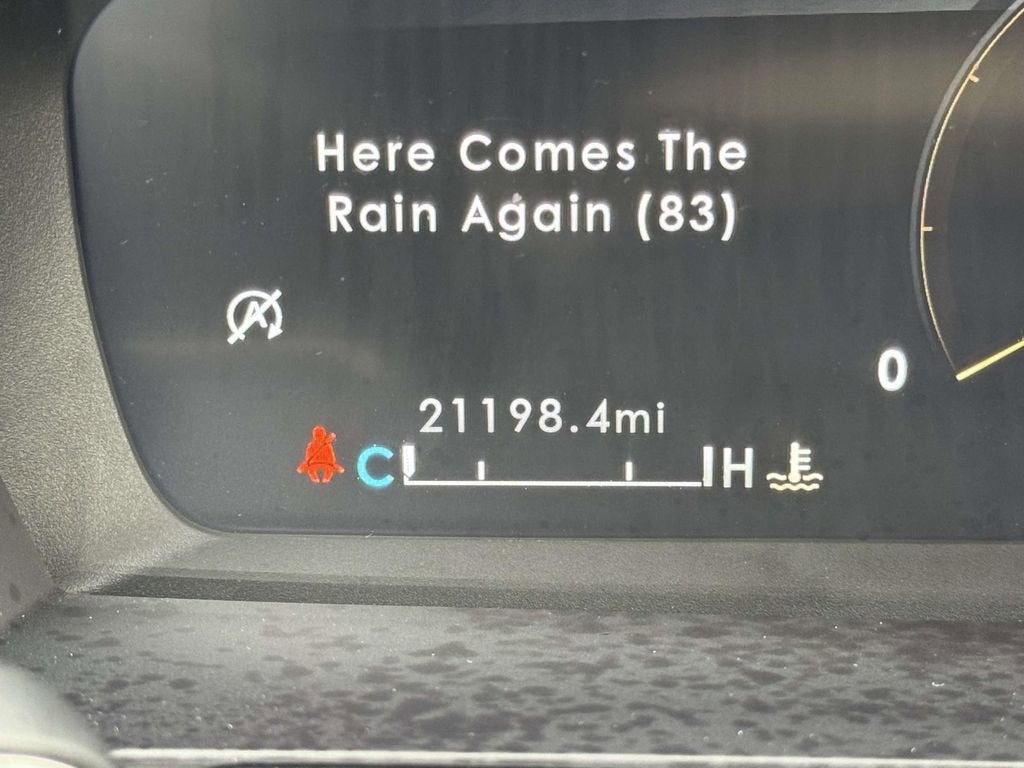 Here Comes The
Rain Again (83)
A
0
21198.4mi
C H